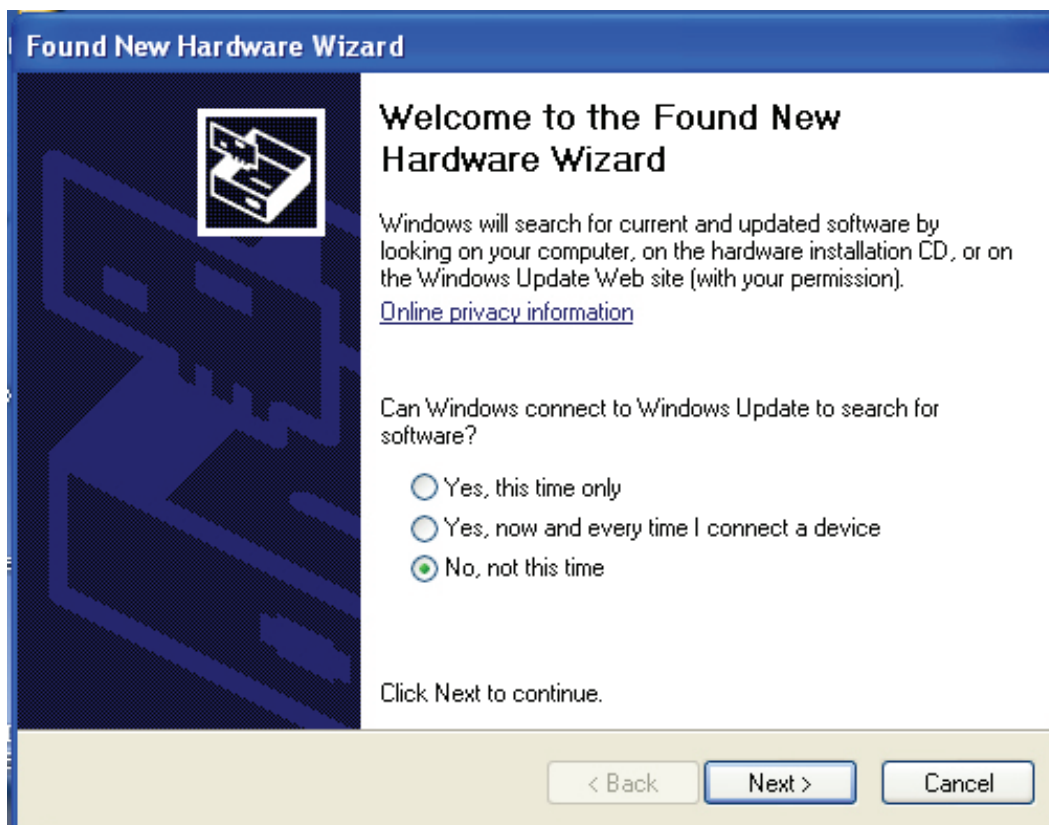 Found New Hardware Wizard
Welcome to the Found New
Hardware Wizard
Windows will search for current and updated software by
looking on your computer, on the hardware installation CD, or on
the Windows Update Web site (with your permission).
Online privacy information
Can Windows connect to Windows Update to search for
software?
Yes, this time only
Yes, now and every time I connect a device
No, not this time
Click Next to continue.
< Back Next > Cancel